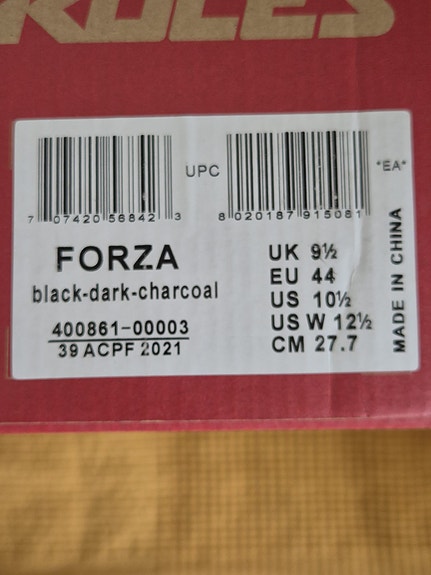 7 07420 56842 3
UPC
8 020187 915081
"EA"
FORZA
black-dark-charcoal
400861-00003
39 ACPF 2021
UK 9½
EU 44
US 10½
US W 12½
CM 27.7
MADE IN CHINA